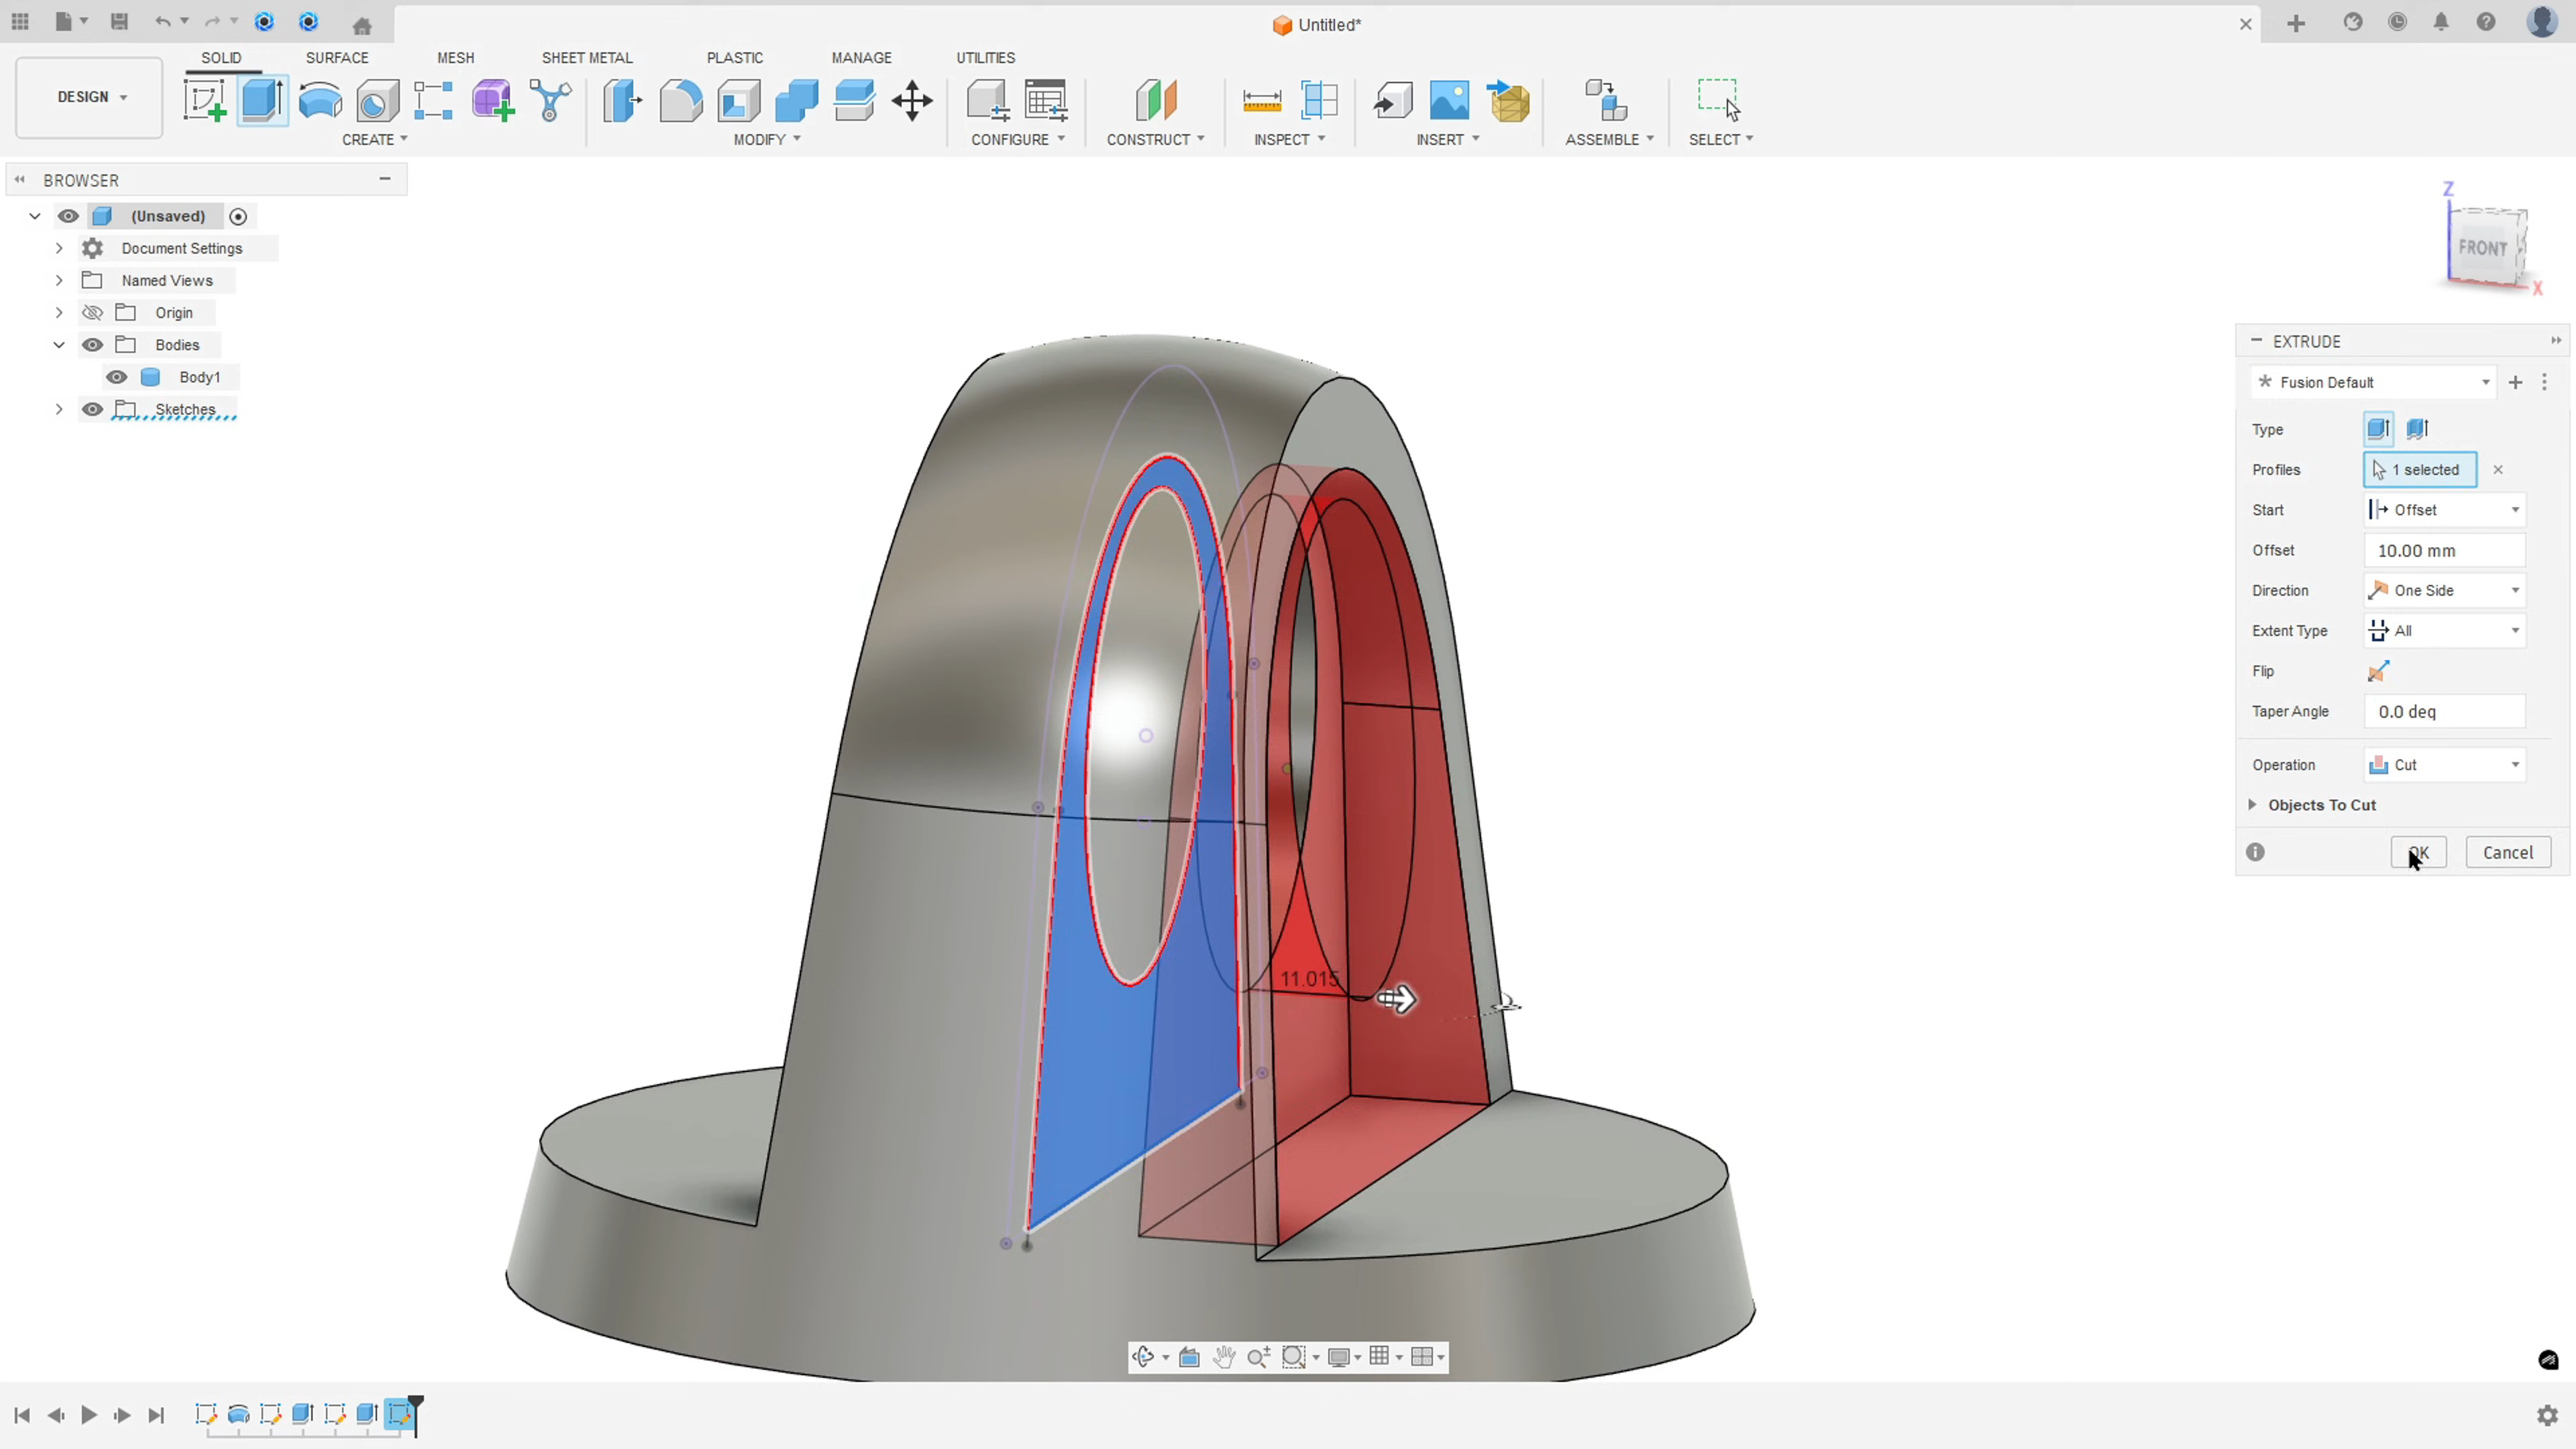 Untitled*
SOLID SURFACE MESH SHEET METAL PLASTIC MANAGE UTILITIES
DESIGN
CREATE MODIFY CONFIGURE CONSTRUCT INSPECT INSERT ASSEMBLE SELECT
BROWSER
(Unsaved)
Document Settings
Named Views
Origin
Bodies
Body1
Sketches
Z
FRONT
X
EXTRUDE
Fusion Default
Type
Profiles 1 selected
Start Offset
Offset 10.00 mm
Direction One Side
Extent Type All
Flip
Taper Angle 0.0 deg
Operation Cut
Objects To Cut
OK Cancel
11.015